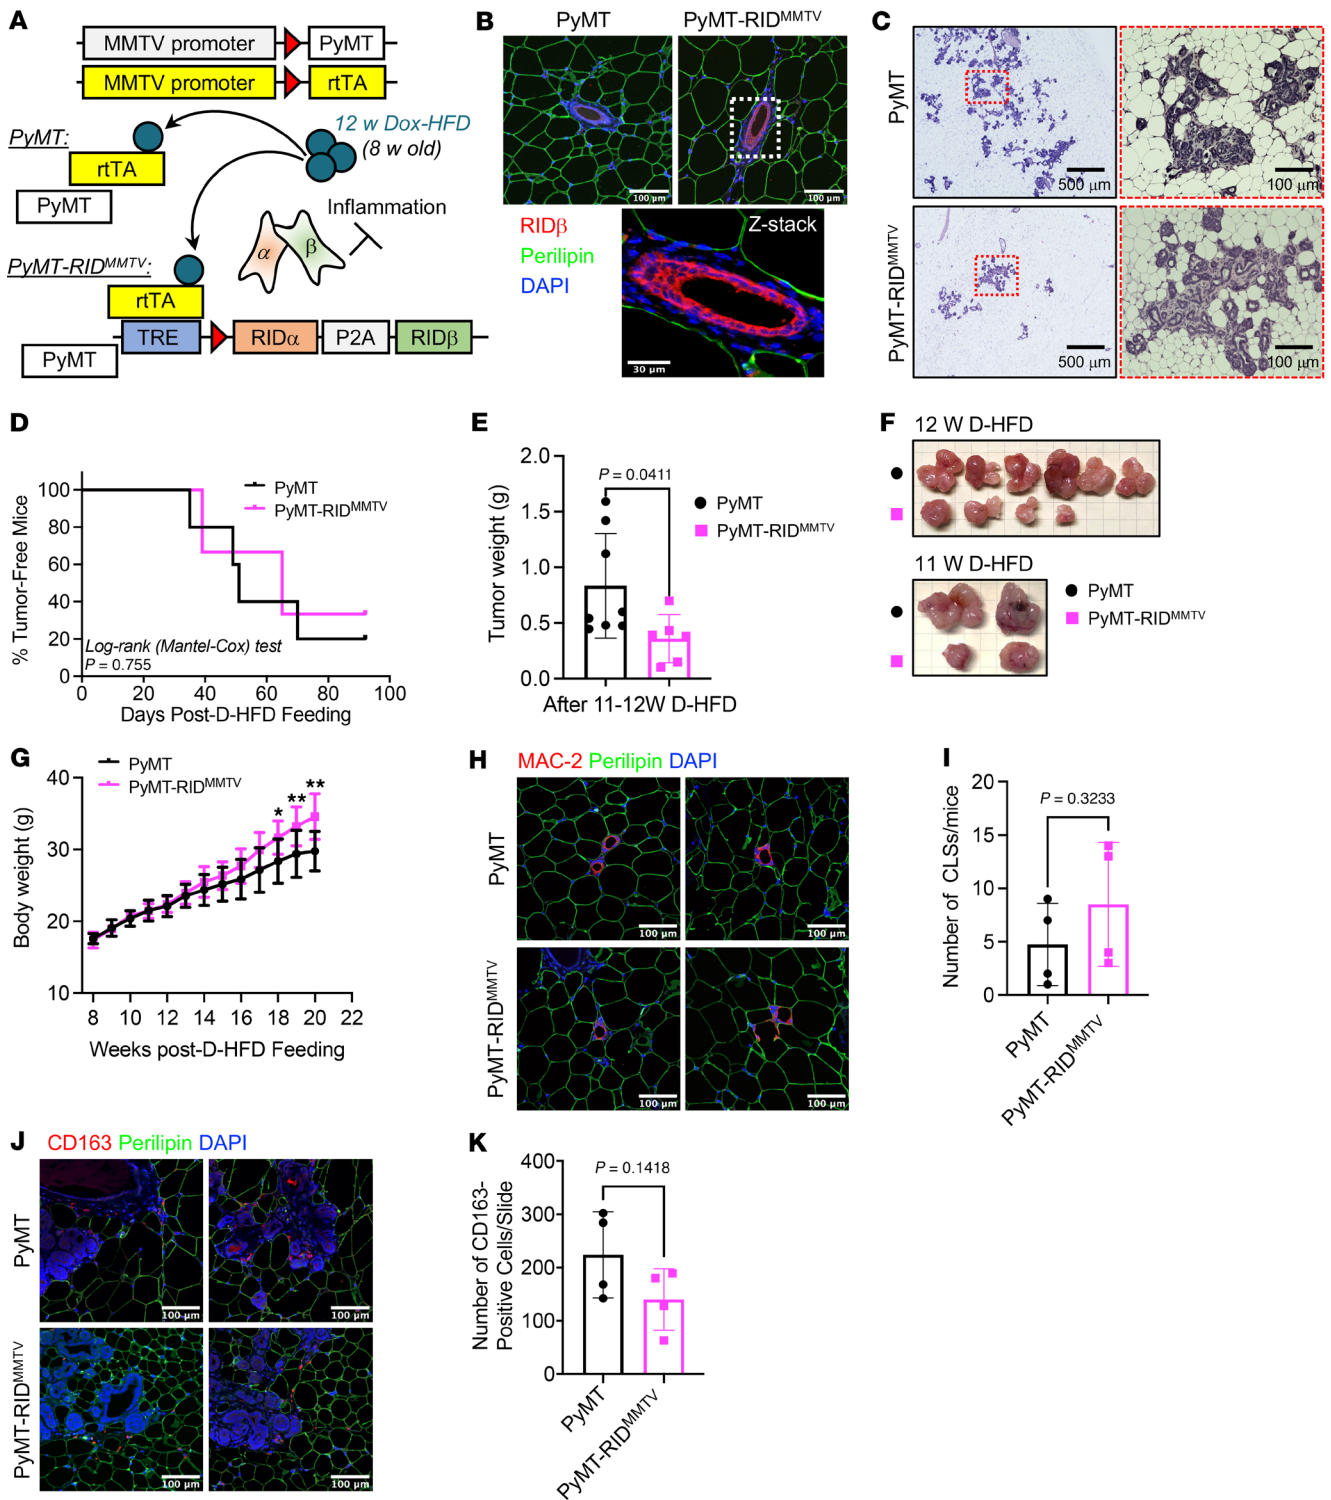 A
MMTV promoter
PyMT
MMTV promoter
rtTA
12 w Dox-HFD
(8 w old)
PyMT:
rtTA
PyMT
Inflammation
α
β
PyMT-RIDMMTV:
rtTA
TRE
RIDα
P2A
RIDβ
PyMT
B
PyMT
PyMT-RIDMMTV
100 µm
100 µm
RIDβ
Perilipin
DAPI
Z-stack
30 µm
C
PyMT
500 µm
100 µm
PyMT-RIDMMTV
500 µm
100 µm
D
% Tumor-Free Mice
100
80
60
40
20
0
PyMT
PyMT-RIDMMTV
Log-rank (Mantel-Cox) test
P = 0.755
0 20 40 60 80 100
Days Post-D-HFD Feeding
E
Tumor weight (g)
2.0
1.5
1.0
0.5
0.0
P = 0.0411
PyMT
PyMT-RIDMMTV
After 11-12W D-HFD
F
12 W D-HFD
11 W D-HFD
PyMT
PyMT-RIDMMTV
G
PyMT
PyMT-RIDMMTV
Body weight (g)
40
30
20
10
* ** **
8 10 12 14 16 18 20 22
Weeks post-D-HFD Feeding
H
MAC-2 Perilipin DAPI
PyMT
100 µm
100 µm
PyMT-RIDMMTV
100 µm
100 µm
I
Number of CLSs/mice
20
15
10
5
0
P = 0.3233
PyMT
PyMT-RIDMMTV
J
CD163 Perilipin DAPI
PyMT
100 µm
100 µm
PyMT-RIDMMTV
100 µm
100 µm
K
Number of CD163-
Positive Cells/Slide
400
300
200
100
0
P = 0.1418
PyMT
PyMT-RIDMMTV